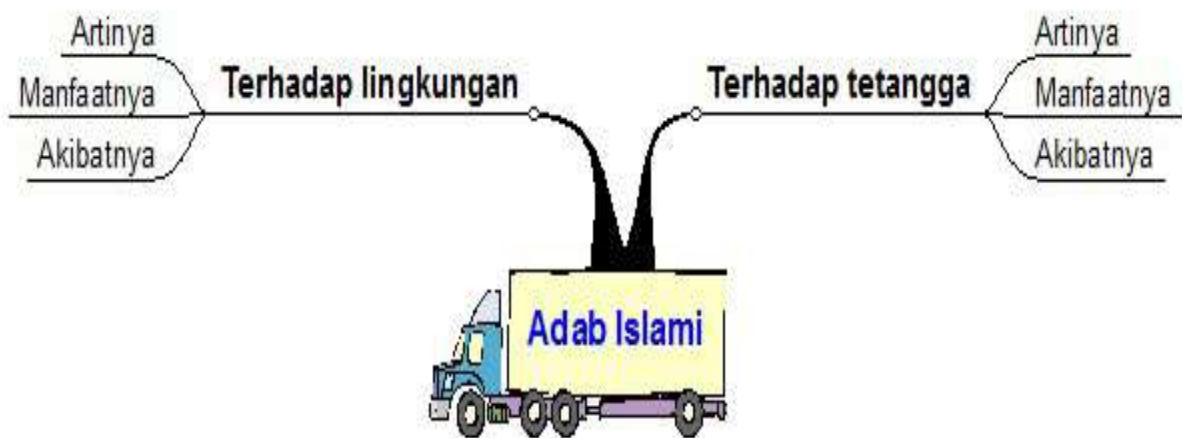 Artinya
Manfaatnya
Akibatnya
Terhadap lingkungan
Terhadap tetangga
Artinya
Manfaatnya
Akibatnya
Adab Islami